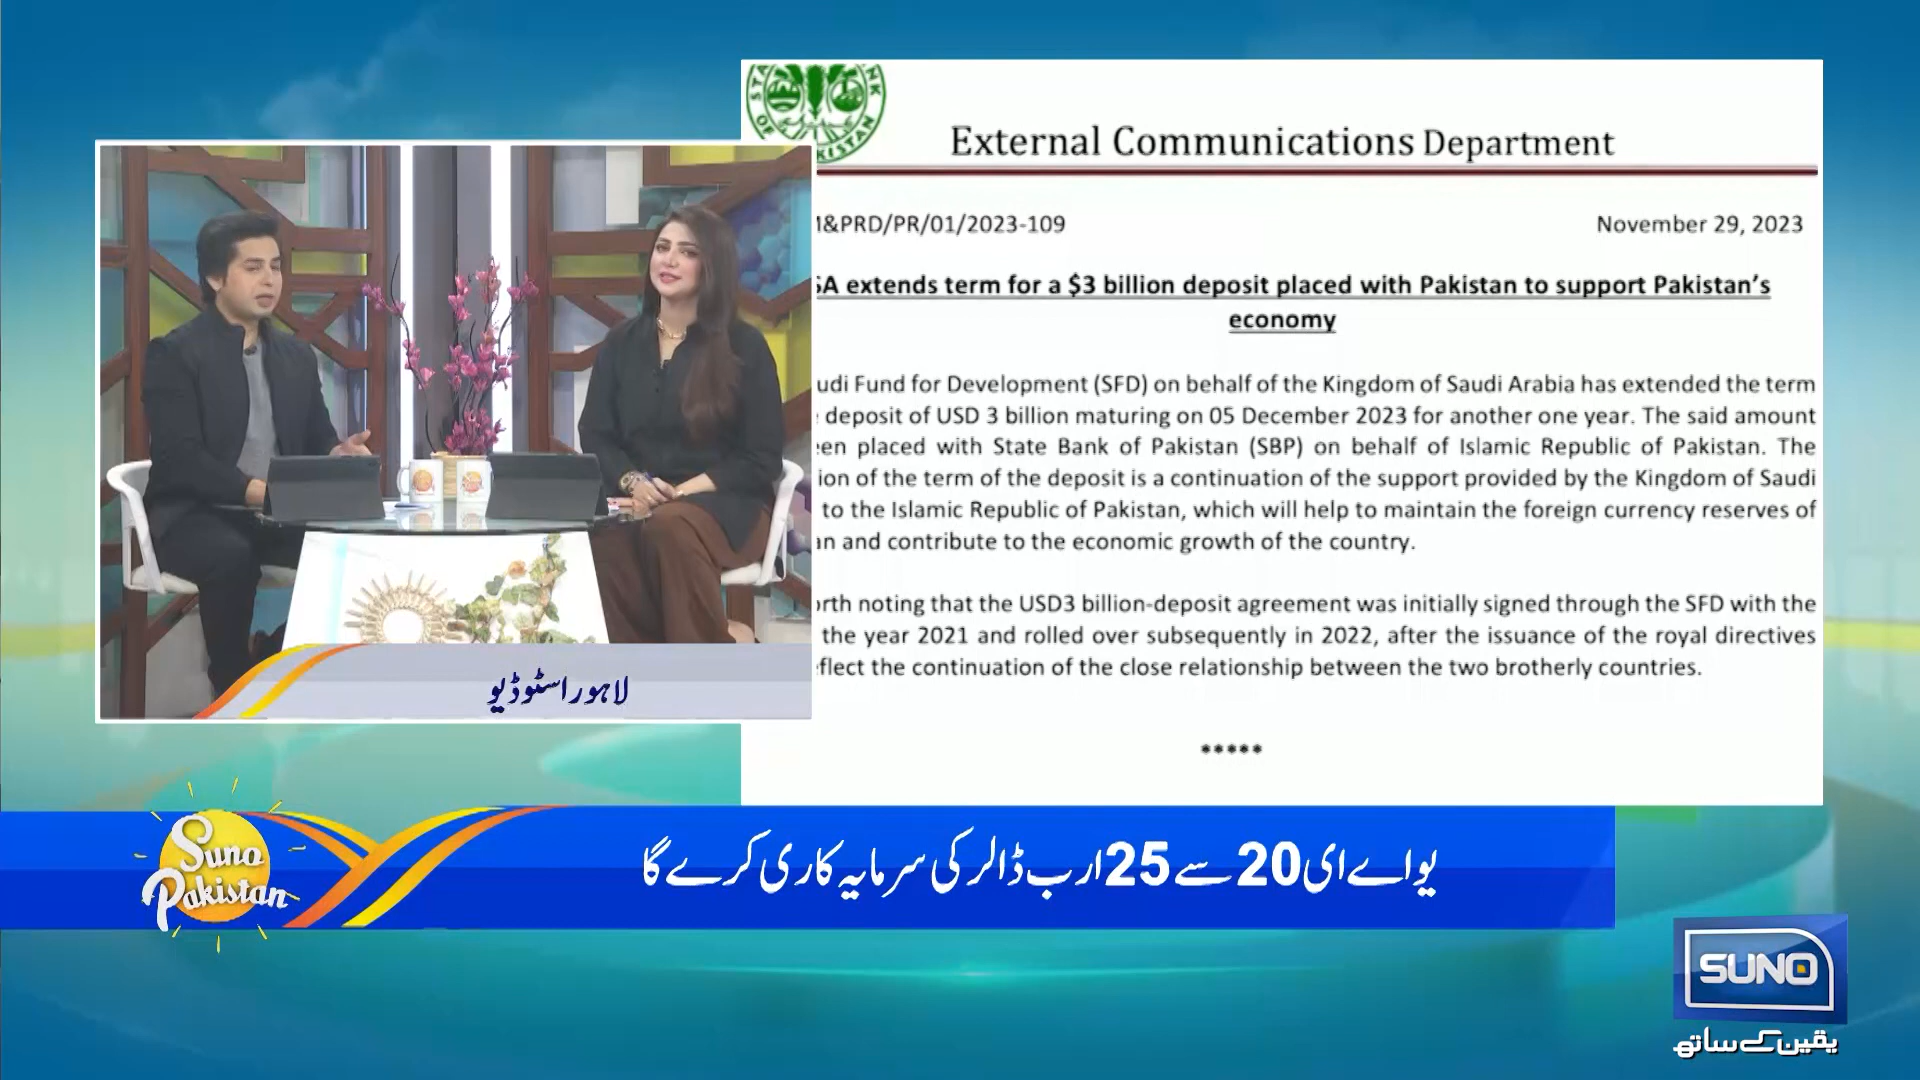 External Communications Department
M&PRD/PR/01/2023-109
November 29, 2023
SA extends term for a $3 billion deposit placed with Pakistan to support Pakistan's
economy
udi Fund for Development (SFD) on behalf of the Kingdom of Saudi Arabia has extended the term
deposit of USD 3 billion maturing on 05 December 2023 for another one year. The said amount
een placed with State Bank of Pakistan (SBP) on behalf of Islamic Republic of Pakistan. The
ion of the term of the deposit is a continuation of the support provided by the Kingdom of Saudi
to the Islamic Republic of Pakistan, which will help to maintain the foreign currency reserves of
an and contribute to the economic growth of the country.
orth noting that the USD3 billion-deposit agreement was initially signed through the SFD with the
the year 2021 and rolled over subsequently in 2022, after the issuance of the royal directives
eflect the continuation of the close relationship between the two brotherly countries.
*****
لاہور اسٹوڈیو
Suno
Pakistan
یو اے ای 20 سے 25 ارب ڈالر کی سرمایہ کاری کرے گا
SUNO
یقین کے ساتھ